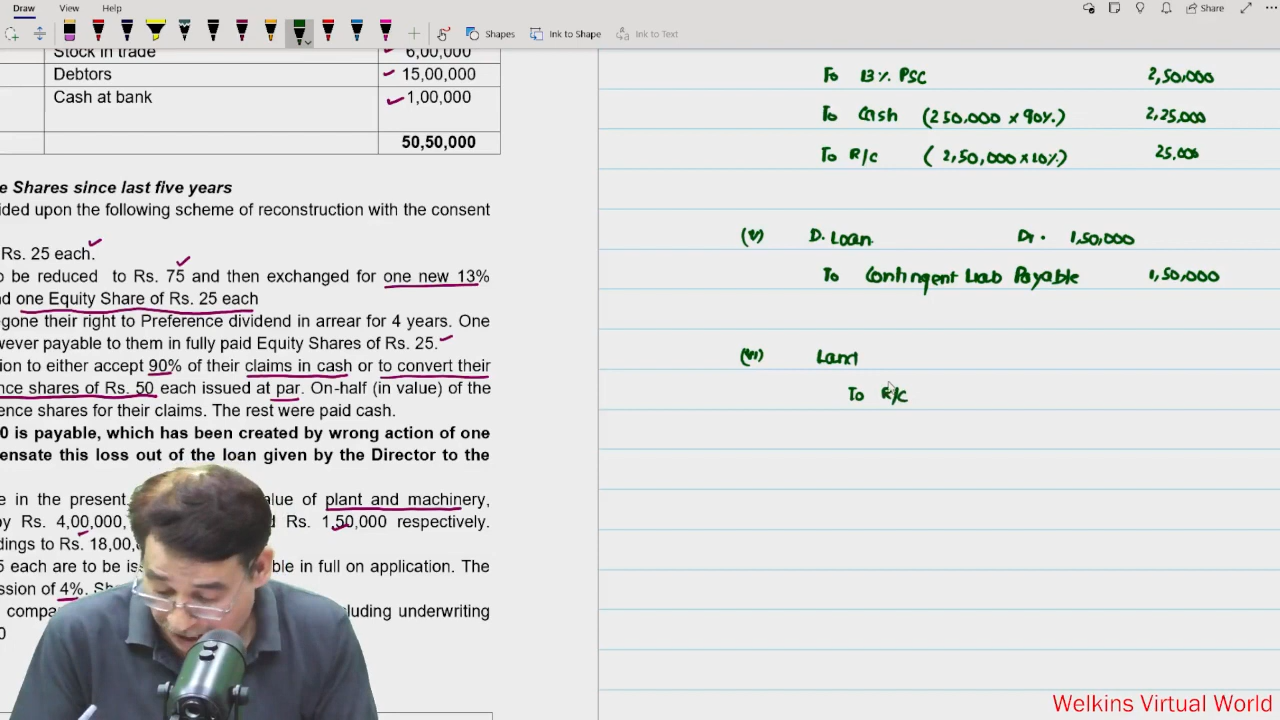 Draw View Help Share
Shapes Ink to Shape Ink to Text
Stock in trade 6,00,000
Debtors 15,00,000
Cash at bank 1,00,000
50,50,000
e Shares since last five years
ided upon the following scheme of reconstruction with the consent
Rs. 25 each.
o be reduced to Rs. 75 and then exchanged for one new 13%
nd one Equity Share of Rs. 25 each
egone their right to Preference dividend in arrear for 4 years. One
wever payable to them in fully paid Equity Shares of Rs. 25.
ion to either accept 90% of their claims in cash or to convert their
nce shares of Rs. 50 each issued at par. On-half (in value) of the
ence shares for their claims. The rest were paid cash.
0 is payable, which has been created by wrong action of one
ensate this loss out of the loan given by the Director to the
e in the present alue of plant and machinery,
by Rs. 4,00,000, d Rs. 1,50,000 respectively.
dings to Rs. 18,00,
5 each are to be iss ble in full on application. The
ssion of 4%. Sh
compa including underwriting
0
To 13% PSC 2,50,000
To Cash (250,000 x 90%) 2,25,000
To R/C (2,50,000 x 10%) 25,000
(V) D. Loan Dr. 1,50,000
To Contingent Liab Payable 1,50,000
(VI) Land
To R/C
Welkins Virtual World